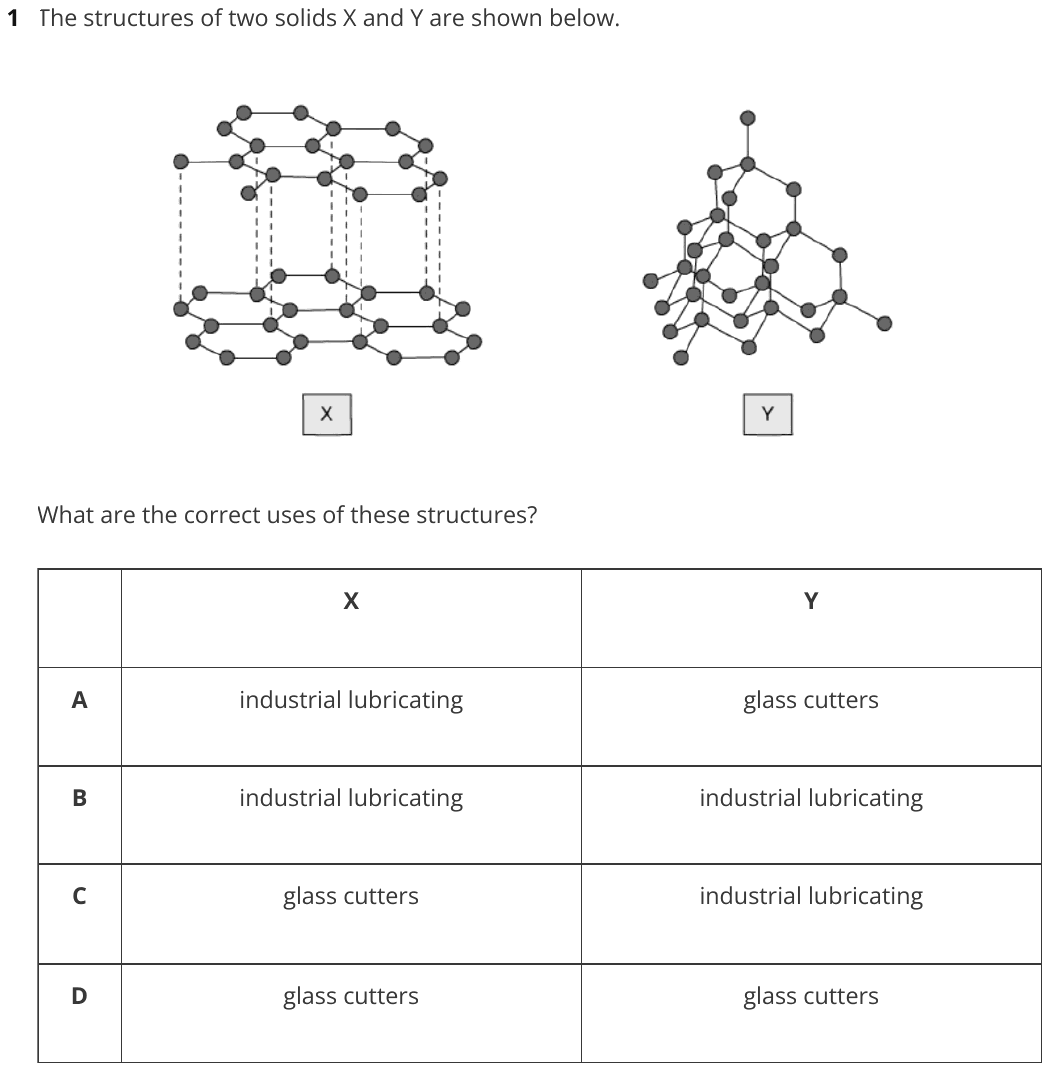 1 The structures of two solids X and Y are shown below.
X
Y
What are the correct uses of these structures?
X Y
A industrial lubricating glass cutters
B industrial lubricating industrial lubricating
C glass cutters industrial lubricating
D glass cutters glass cutters